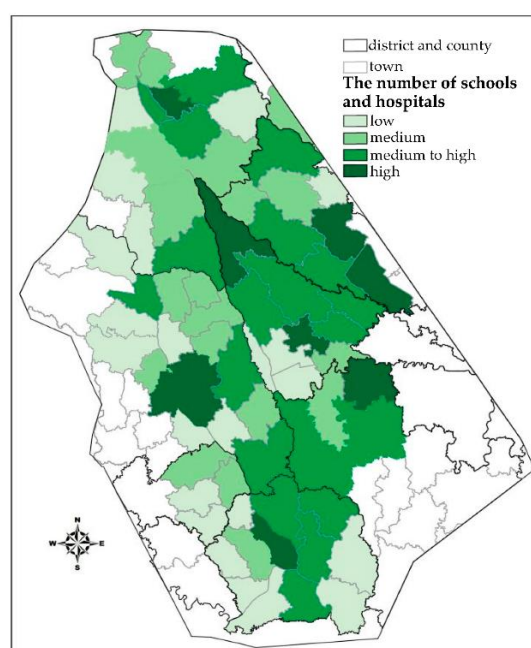 district and county
town
The number of schools
and hospitals
low
medium
medium to high
high
N
W E
S